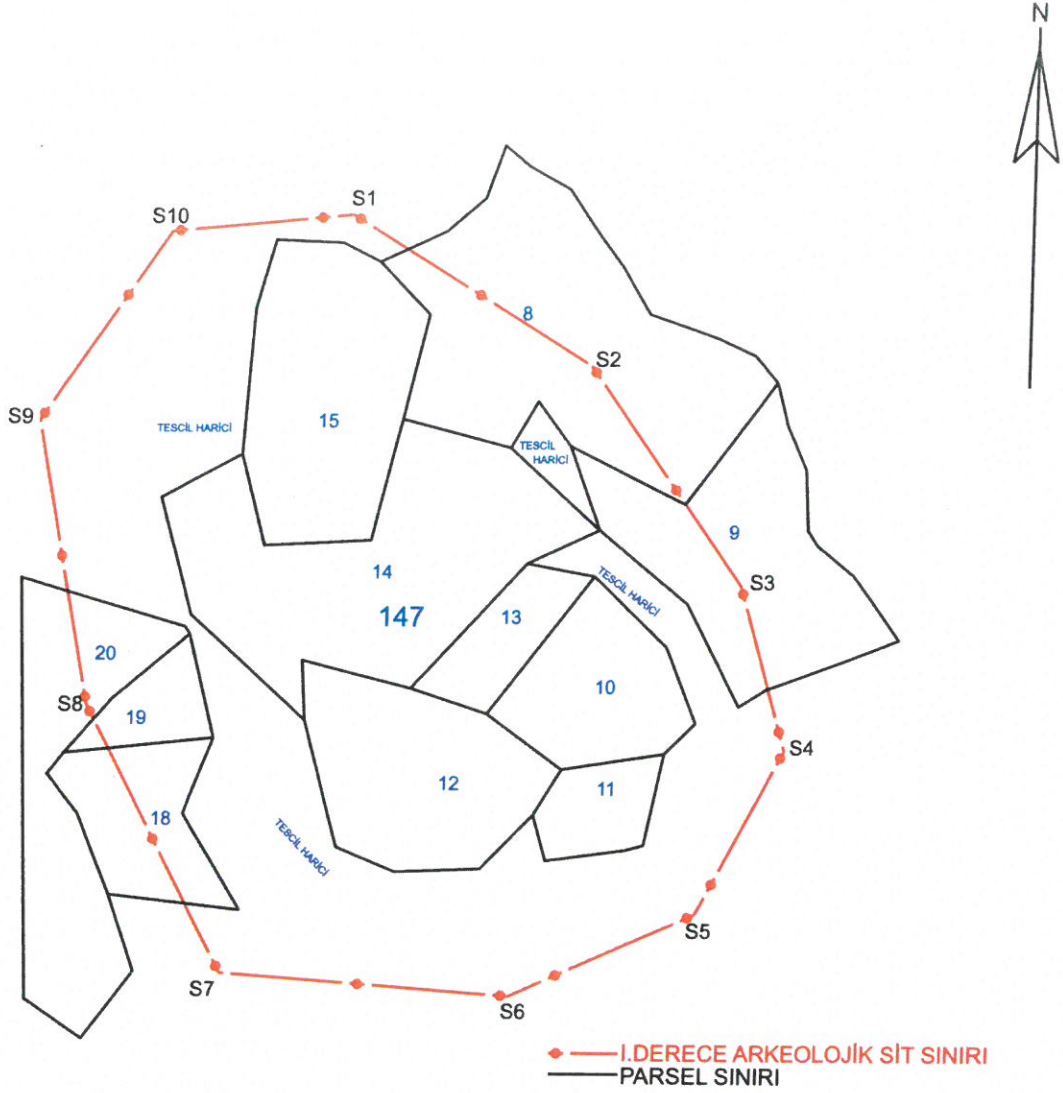 N
S1
S10
8
S2
S9
15
TESCİL HARİCİ
TESCİL
HARİCİ
9
14
TESCİL HARİCİ
S3
13
147
20
10
S8
19
S4
12
11
18
TESCİL HARİCİ
S5
S7
S6
I.DERECE ARKEOLOJİK SİT SINIRI
PARSEL SINIRI